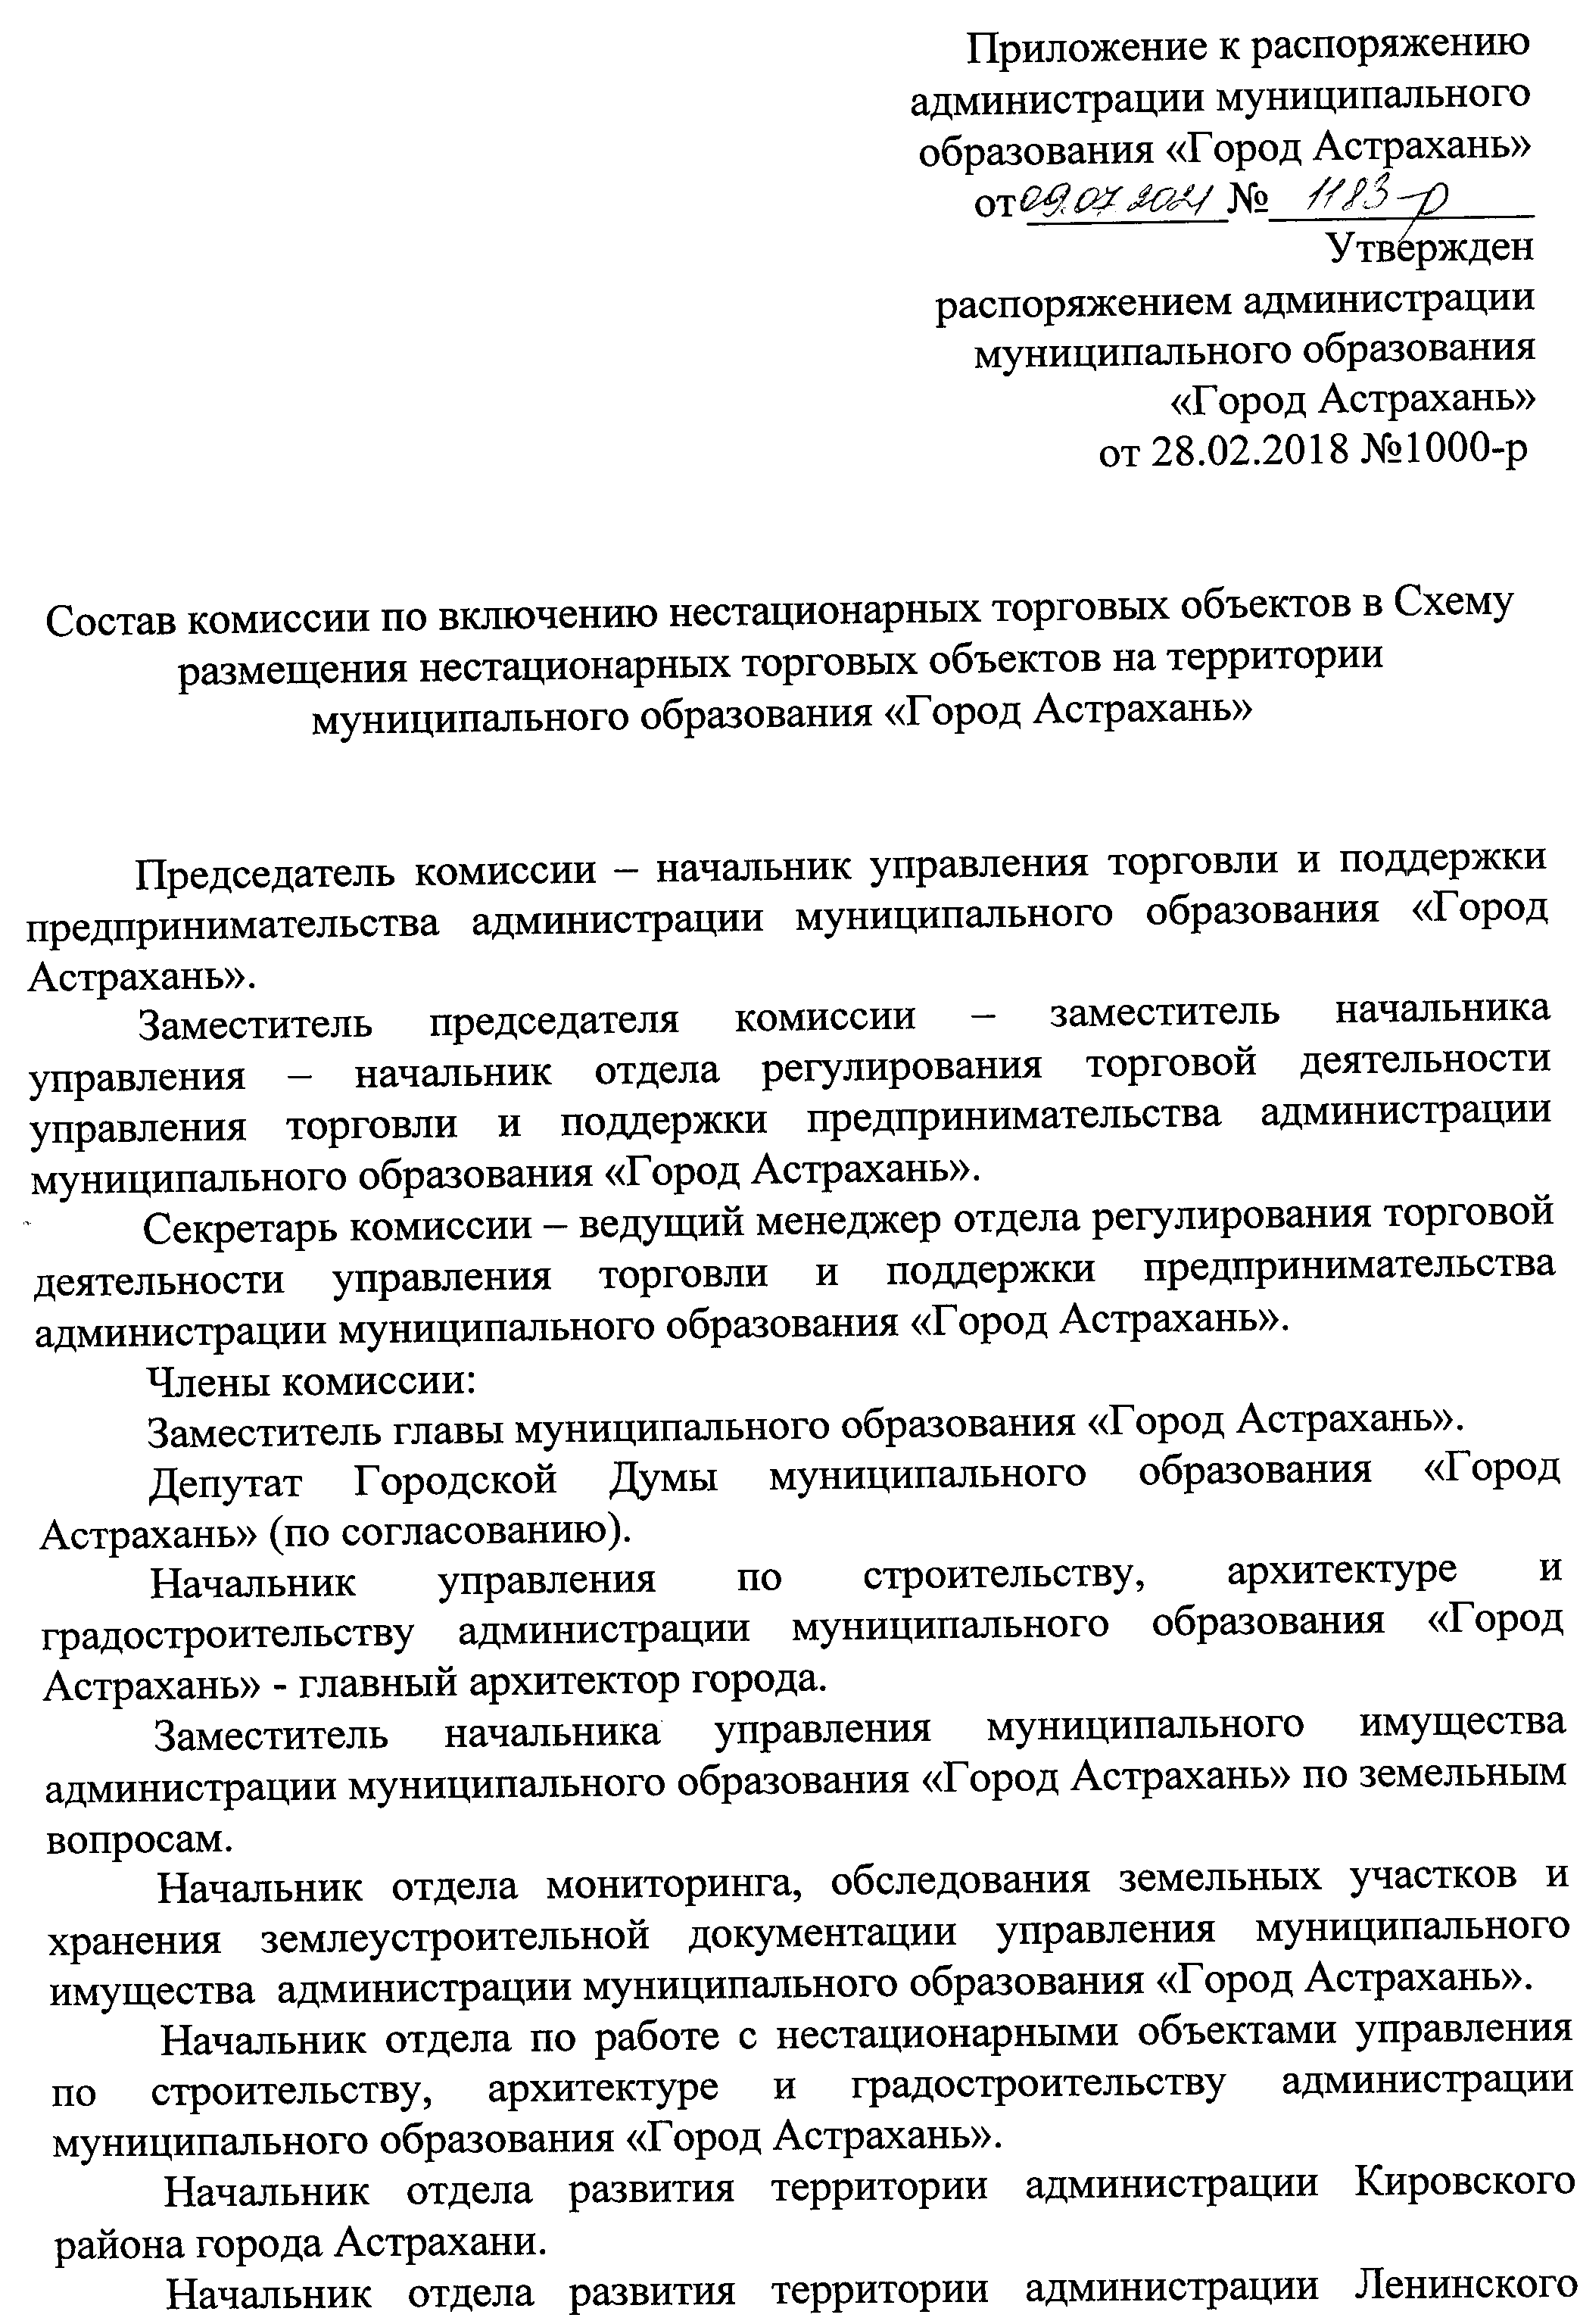 Приложение к распоряжению
администрации муниципального
образования «Город Астрахань»
от 09.07.2021 № 1183-р
Утвержден
распоряжением администрации
муниципального образования
«Город Астрахань»
от 28.02.2018 №1000-р
Состав комиссии по включению нестационарных торговых объектов в Схему
размещения нестационарных торговых объектов на территории
муниципального образования «Город Астрахань»
Председатель комиссии – начальник управления торговли и поддержки
предпринимательства администрации муниципального образования «Город
Астрахань».
Заместитель председателя комиссии – заместитель начальника
управления – начальник отдела регулирования торговой деятельности
управления торговли и поддержки предпринимательства администрации
муниципального образования «Город Астрахань».
Секретарь комиссии – ведущий менеджер отдела регулирования торговой
деятельности управления торговли и поддержки предпринимательства
администрации муниципального образования «Город Астрахань».
Члены комиссии:
Заместитель главы муниципального образования «Город Астрахань».
Депутат Городской Думы муниципального образования «Город
Астрахань» (по согласованию).
Начальник управления по строительству, архитектуре и
градостроительству администрации муниципального образования «Город
Астрахань» - главный архитектор города.
Заместитель начальника управления муниципального имущества
администрации муниципального образования «Город Астрахань» по земельным
вопросам.
Начальник отдела мониторинга, обследования земельных участков и
хранения землеустроительной документации управления муниципального
имущества администрации муниципального образования «Город Астрахань».
Начальник отдела по работе с нестационарными объектами управления
по строительству, архитектуре и градостроительству администрации
муниципального образования «Город Астрахань».
Начальник отдела развития территории администрации Кировского
района города Астрахани.
Начальник отдела развития территории администрации Ленинского